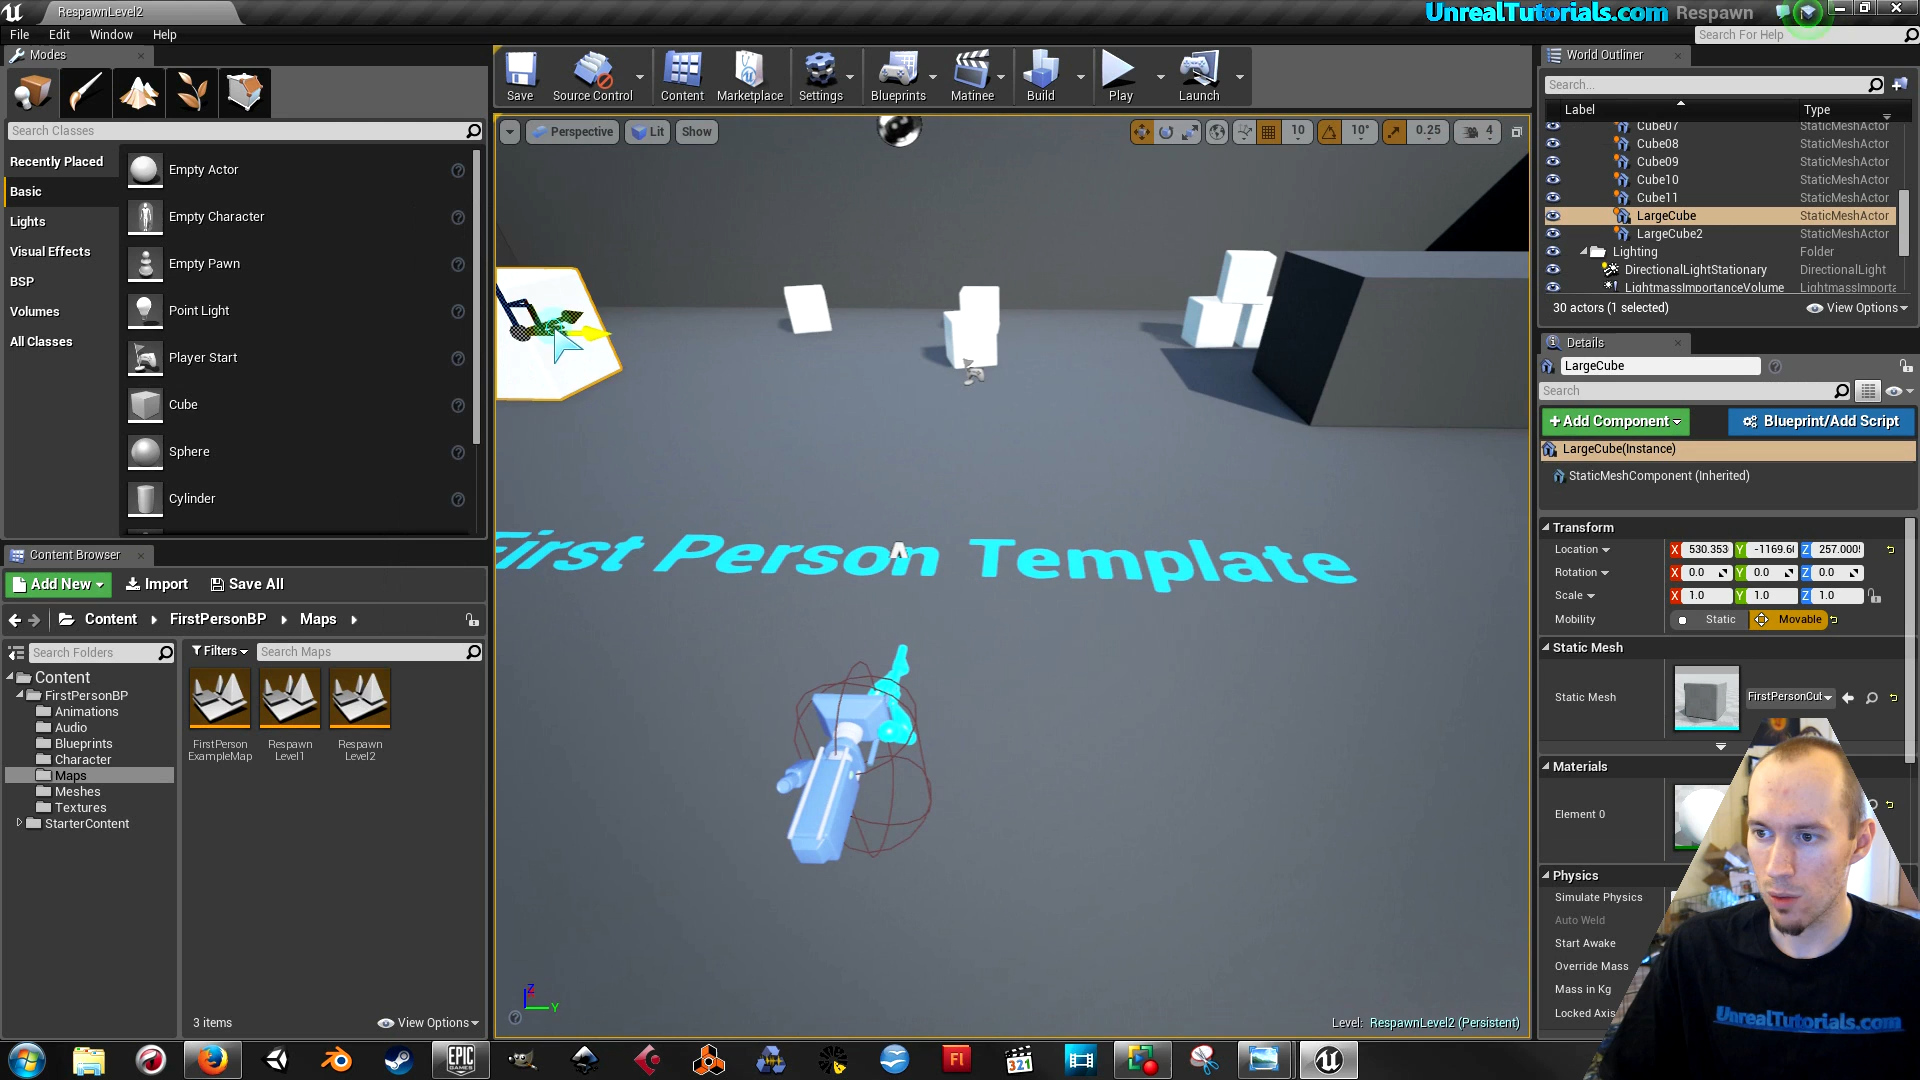 RespawnLevel2
UnrealTutorials.com Respawn
File Edit Window Help
Search For Help
Modes
Save Source Control Content Marketplace Settings Blueprints Matinee Build Play Launch
World Outliner
Search...
Label Type
Search Classes
Recently Placed
Basic
Lights
Visual Effects
BSP
Volumes
All Classes
Empty Actor
Empty Character
Empty Pawn
Point Light
Player Start
Cube
Sphere
Cylinder
Perspective Lit Show
10 10° 0.25 4
Cube07 StaticMeshActor
Cube08 StaticMeshActor
Cube09 StaticMeshActor
Cube10 StaticMeshActor
Cube11 StaticMeshActor
LargeCube StaticMeshActor
LargeCube2 StaticMeshActor
Lighting Folder
DirectionalLightStationary DirectionalLight
LightmassImportanceVolume LightmassImporta
30 actors (1 selected) View Options
First Person Template
Details
LargeCube
Search
+Add Component Blueprint/Add Script
LargeCube(Instance)
StaticMeshComponent (Inherited)
Transform
Location X 530.353 Y -1169.6 Z 257.000
Rotation X 0.0 Y 0.0 Z 0.0
Scale X 1.0 Y 1.0 Z 1.0
Mobility Static Movable
Static Mesh
Static Mesh FirstPersonCu
Materials
Element 0
Physics
Simulate Physics
Auto Weld
Start Awake
Override Mass
Mass in Kg
Locked Axis
UnrealTutorials.com
Content Browser
Add New Import Save All
Content FirstPersonBP Maps
Search Folders
Filters Search Maps
Content
FirstPersonBP
Animations
Audio
Blueprints
Character
Maps
Meshes
Textures
StarterContent
FirstPerson
ExampleMap
Respawn
Level1
Respawn
Level2
3 items View Options
Z
Y
Level: RespawnLevel2 (Persistent)
EPIC
GAMES
Fl
321